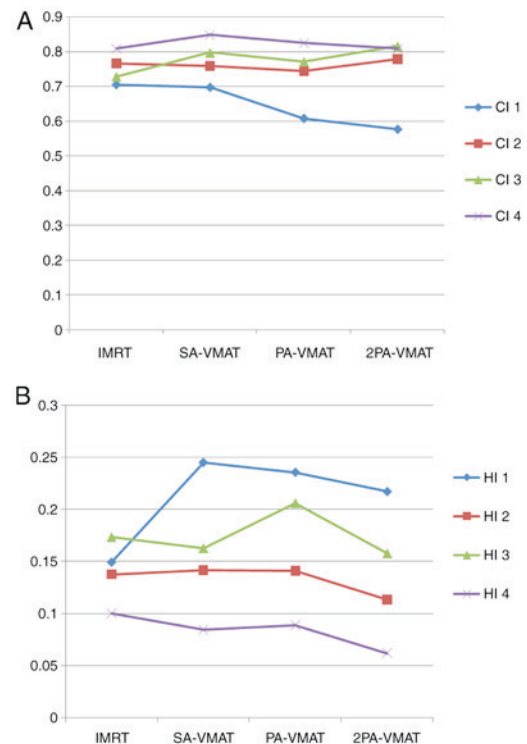 A
0.9
0.8
0.7
0.6
0.5
0.4
0.3
0.2
0.1
0
IMRT SA-VMAT PA-VMAT 2PA-VMAT
CI 1
CI 2
CI 3
CI 4
B
0.3
0.25
0.2
0.15
0.1
0.05
0
IMRT SA-VMAT PA-VMAT 2PA-VMAT
HI 1
HI 2
HI 3
HI 4